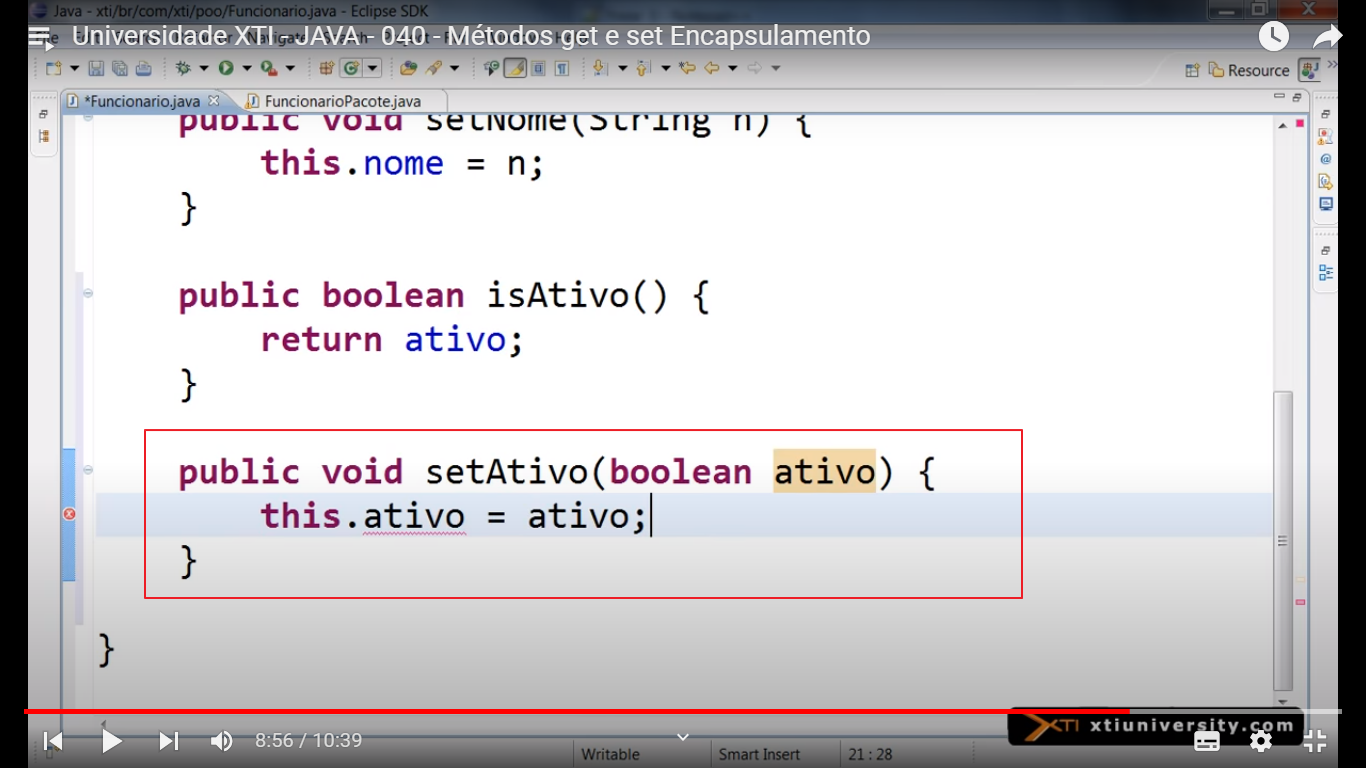 Java - xti/br/com/xti/poo/Funcionario.java - Eclipse SDK
Universidade XTI - JAVA - 040 - Métodos get e set Encapsulamento
Resource
*Funcionario.java
FuncionarioPacote.java
public void setNome(String n) {
this.nome = n;
}
public boolean isAtivo() {
return ativo;
}
public void setAtivo(boolean ativo) {
this.ativo = ativo;
}
}
XTI xtiuniversity.com
8:56 / 10:39
Writable
Smart Insert
21 : 28